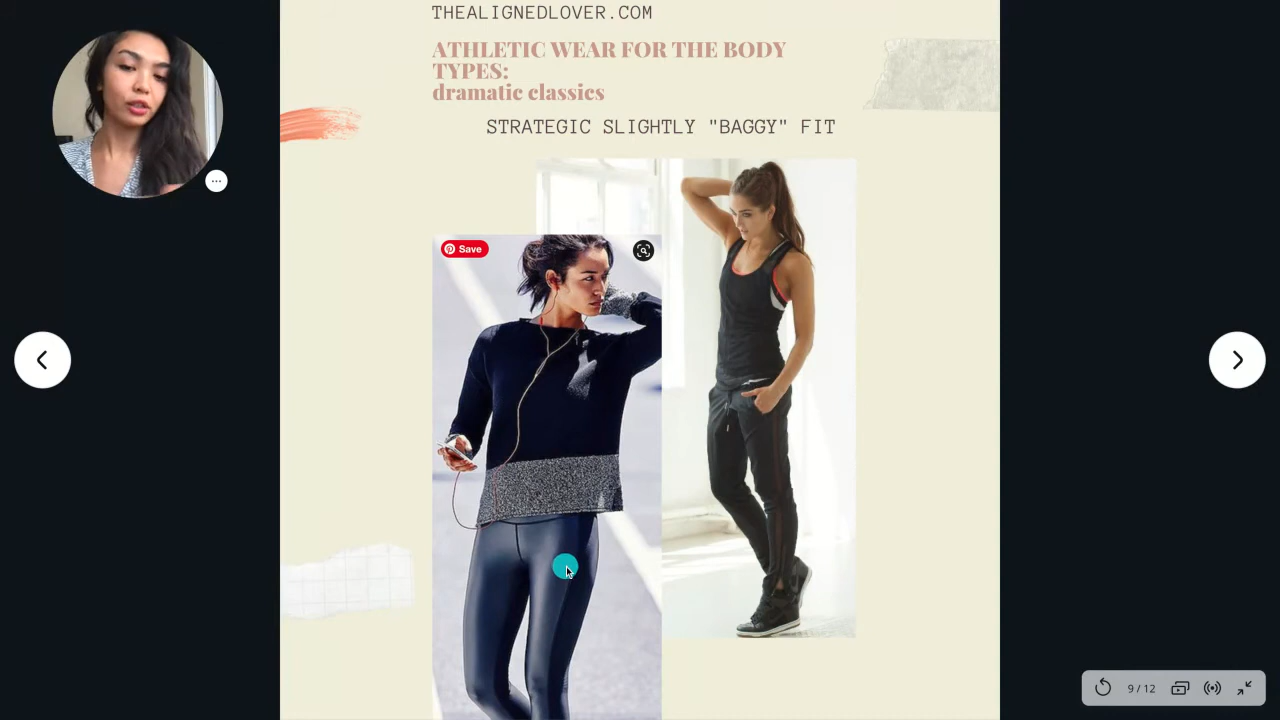 THEALIGNEDLOVER.COM
ATHLETIC WEAR FOR THE BODY
TYPES:
dramatic classics
STRATEGIC SLIGHTLY "BAGGY" FIT
Save
9 / 12